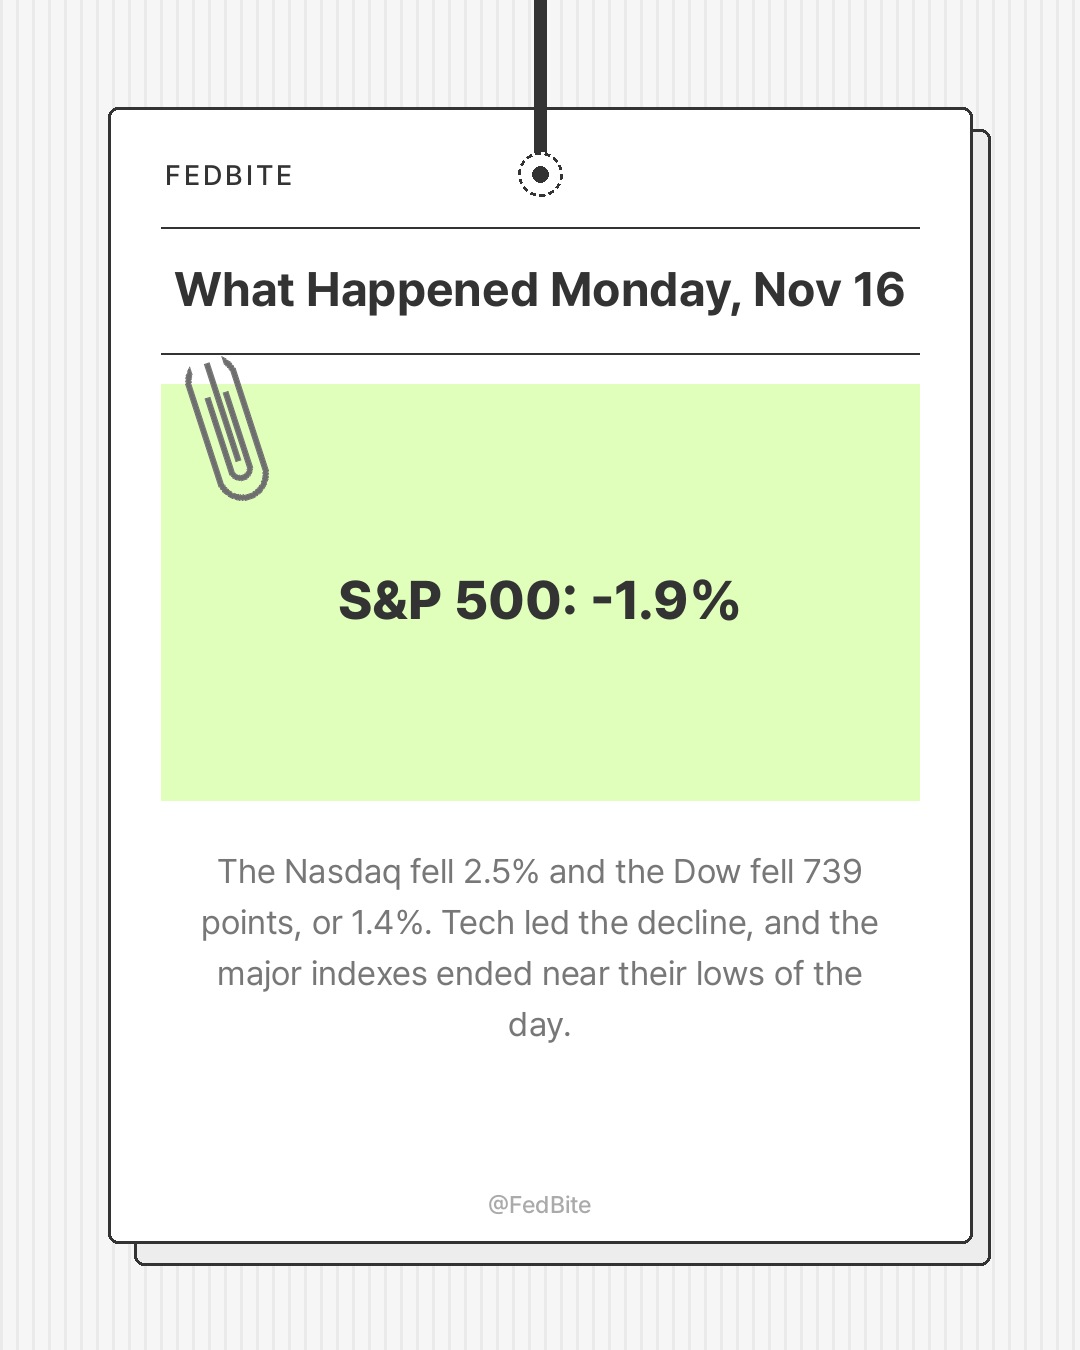 FEDBITE
What Happened Monday, Nov 16
S&P 500: -1.9%
The Nasdaq fell 2.5% and the Dow fell 739
points, or 1.4%. Tech led the decline, and the
major indexes ended near their lows of the
day.
@FedBite